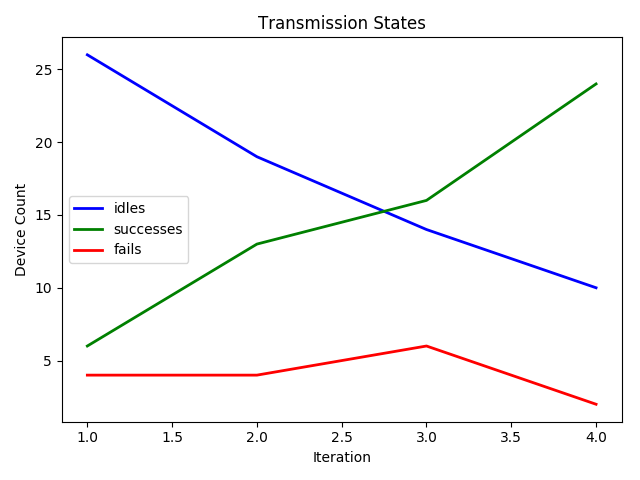 Transmission States
Device Count
25
20
15
10
5
idles
successes
fails
1.0 1.5 2.0 2.5 3.0 3.5 4.0
Iteration